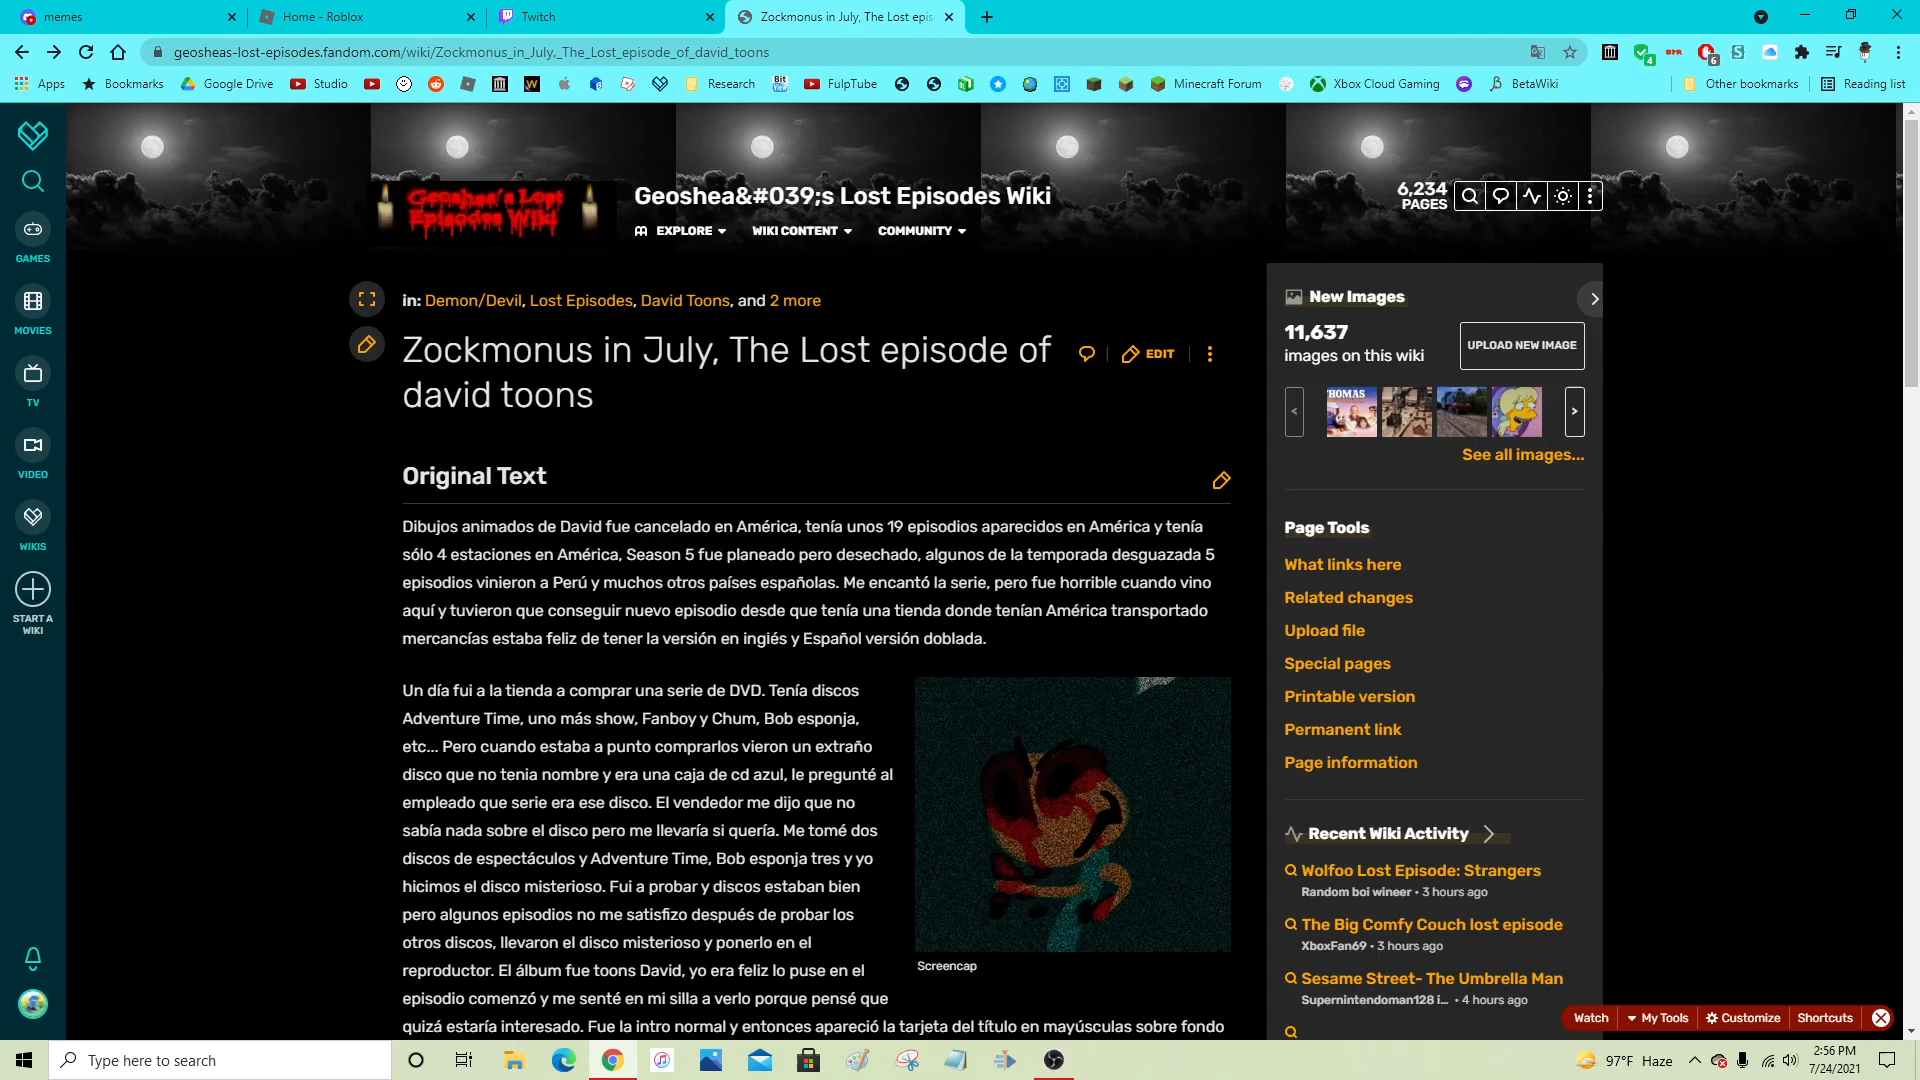 memes
Home - Roblox
Twitch
Zockmonus in July, The Lost epis
geosheas-lost-episodes.fandom.com/wiki/Zockmonus_in_July,_The_Lost_episode_of_david_toons
4
6
Apps
Bookmarks
Google Drive
Studio
Research
Bit
View
FulpTube
Minecraft Forum
Xbox Cloud Gaming
BetaWiki
Other bookmarks
Reading list
GAMES
MOVIES
TV
VIDEO
WIKIS
START A
WIKI
Geoshea's Lost
Episodes Wiki
Geoshea&#039;s Lost Episodes Wiki
EXPLORE
WIKI CONTENT
COMMUNITY
6,234
PAGES
in: Demon/Devil, Lost Episodes, David Toons, and 2 more
Zockmonus in July, The Lost episode of
david toons
EDIT
Original Text
Dibujos animados de David fue cancelado en América, tenía unos 19 episodios aparecidos en América y tenía
sólo 4 estaciones en América, Season 5 fue planeado pero desechado, algunos de la temporada desguazada 5
episodios vinieron a Perú y muchos otros países españolas. Me encantó la serie, pero fue horrible cuando vino
aquí y tuvieron que conseguir nuevo episodio desde que tenía una tienda donde tenían América transportado
mercancías estaba feliz de tener la versión en ingiés y Español versión doblada.
Un día fui a la tienda a comprar una serie de DVD. Tenía discos
Adventure Time, uno más show, Fanboy y Chum, Bob esponja,
etc... Pero cuando estaba a punto comprarlos vieron un extraño
disco que no tenia nombre y era una caja de cd azul, le pregunté al
empleado que serie era ese disco. El vendedor me dijo que no
sabía nada sobre el disco pero me llevaría si quería. Me tomé dos
discos de espectáculos y Adventure Time, Bob esponja tres y yo
hicimos el disco misterioso. Fui a probar y discos estaban bien
pero algunos episodios no me satisfizo después de probar los
otros discos, llevaron el disco misterioso y ponerlo en el
reproductor. El álbum fue toons David, yo era feliz lo puse en el
episodio comenzó y me senté en mi silla a verlo porque pensé que
quizá estaría interesado. Fue la intro normal y entonces apareció la tarjeta del título en mayúsculas sobre fondo
Screencap
New Images
11,637
images on this wiki
UPLOAD NEW IMAGE
THOMAS
See all images...
Page Tools
What links here
Related changes
Upload file
Special pages
Printable version
Permanent link
Page information
Recent Wiki Activity
Wolfoo Lost Episode: Strangers
Random boi wineer • 3 hours ago
The Big Comfy Couch lost episode
XboxFan69 • 3 hours ago
Sesame Street- The Umbrella Man
Supernintendoman128 i... • 4 hours ago
Watch
My Tools
Customize
Shortcuts
Type here to search
97°F Haze
2:56 PM
7/24/2021